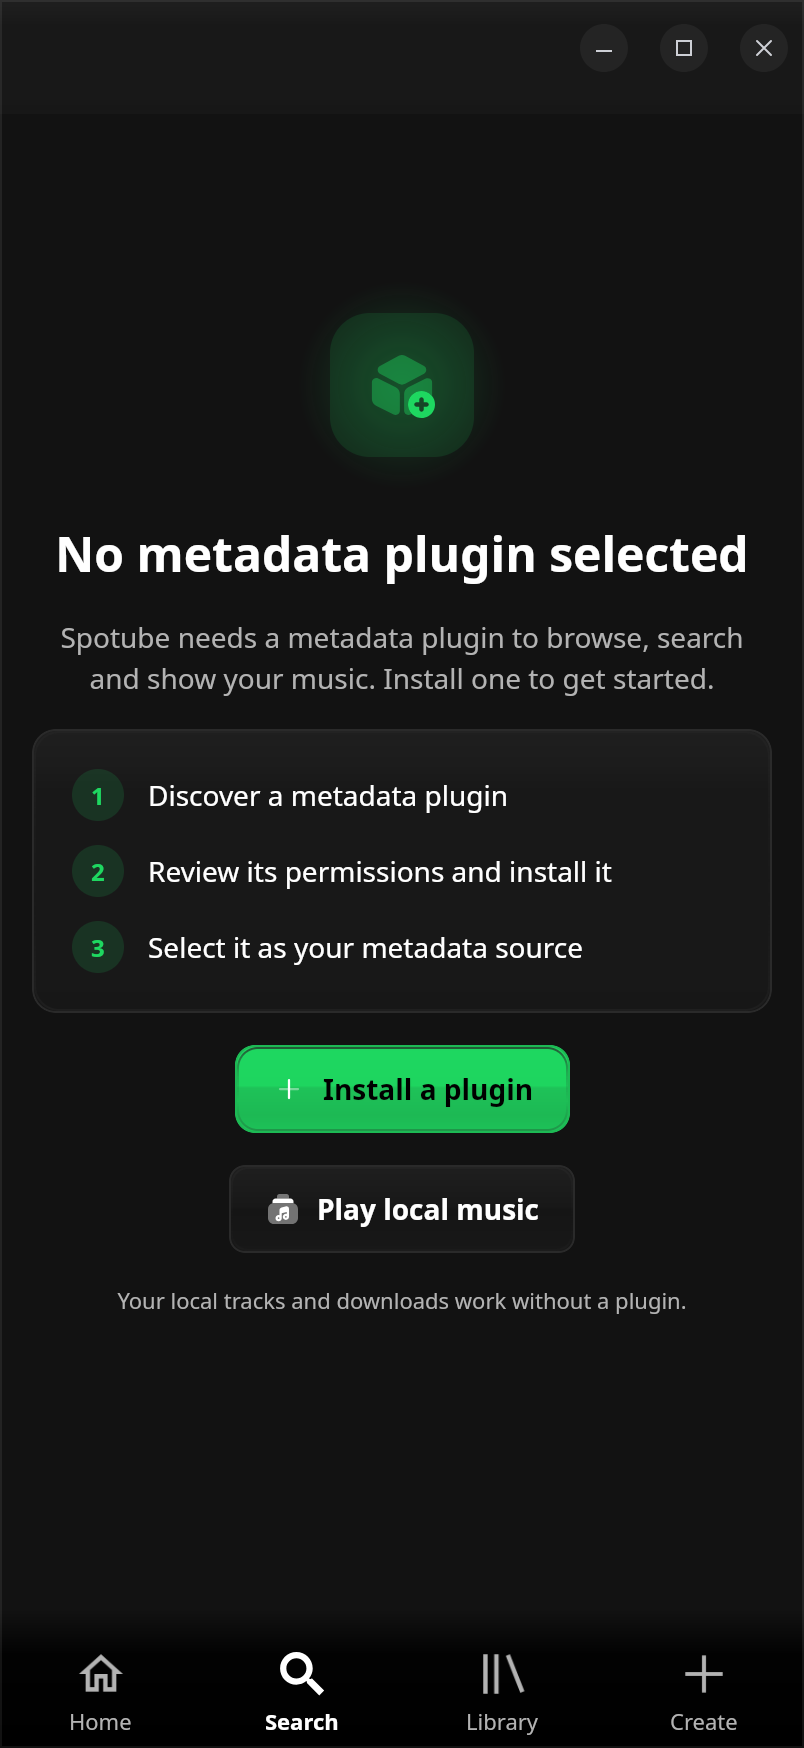 No metadata plugin selected
Spotube needs a metadata plugin to browse, search
and show your music. Install one to get started.
1 Discover a metadata plugin
2 Review its permissions and install it
3 Select it as your metadata source
Install a plugin
Play local music
Your local tracks and downloads work without a plugin.
Home Search Library Create